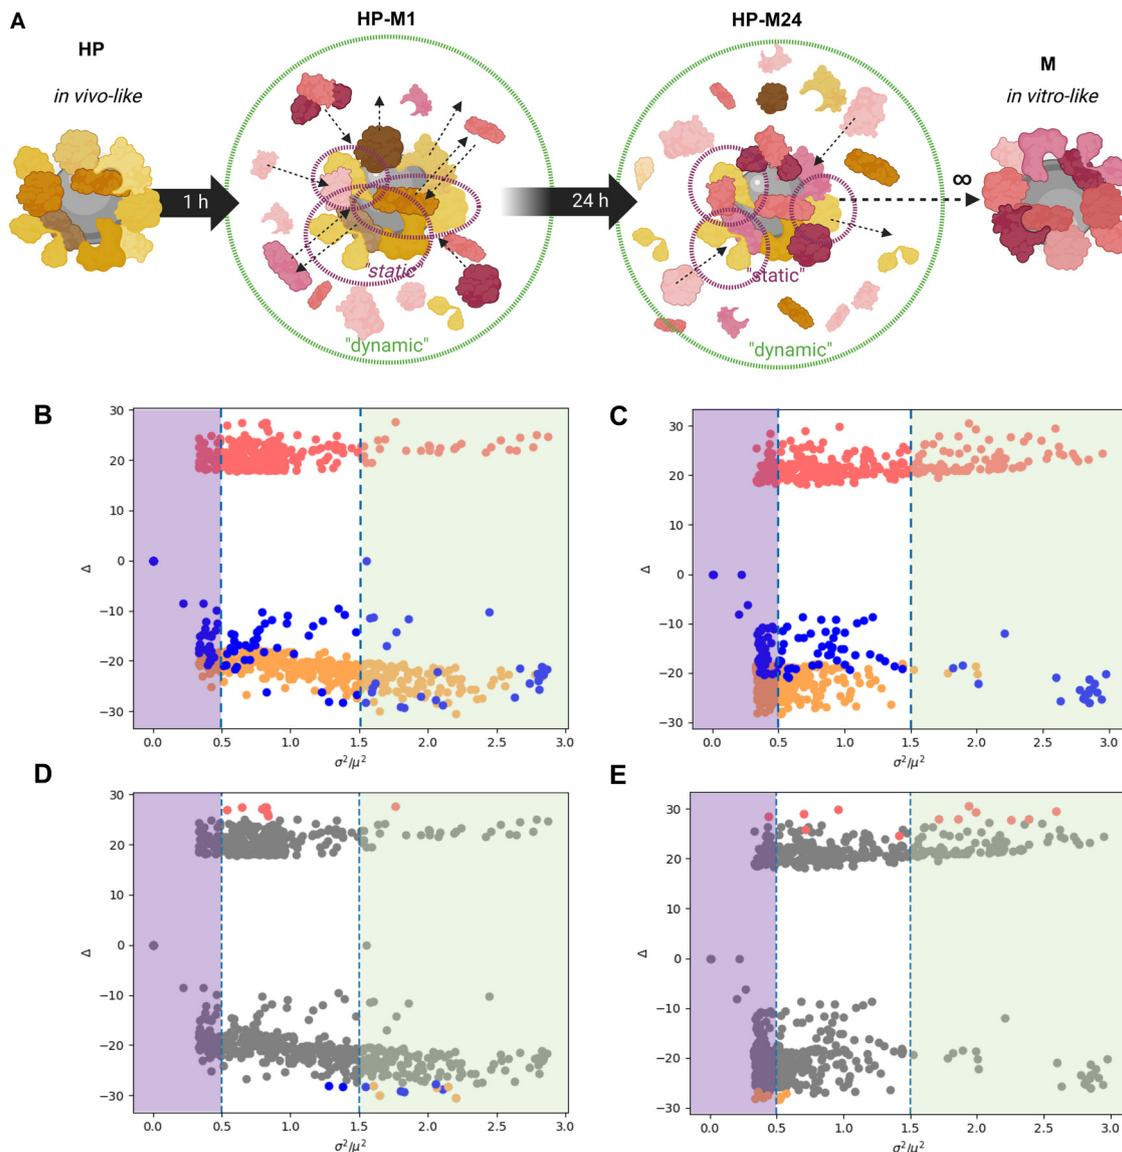 A
HP
in vivo-like
HP-M1
HP-M24
M
in vitro-like
1 h
24 h
∞
"static"
"dynamic"
"static"
"dynamic"
B
30
20
10
0
−10
−20
−30
Δ
0.0 0.5 1.0 1.5 2.0 2.5 3.0
σ²/μ²
C
30
20
10
0
−10
−20
−30
Δ
0.0 0.5 1.0 1.5 2.0 2.5 3.0
σ²/μ²
D
30
20
10
0
−10
−20
−30
Δ
0.0 0.5 1.0 1.5 2.0 2.5 3.0
σ²/μ²
E
30
20
10
0
−10
−20
−30
Δ
0.0 0.5 1.0 1.5 2.0 2.5 3.0
σ²/μ²